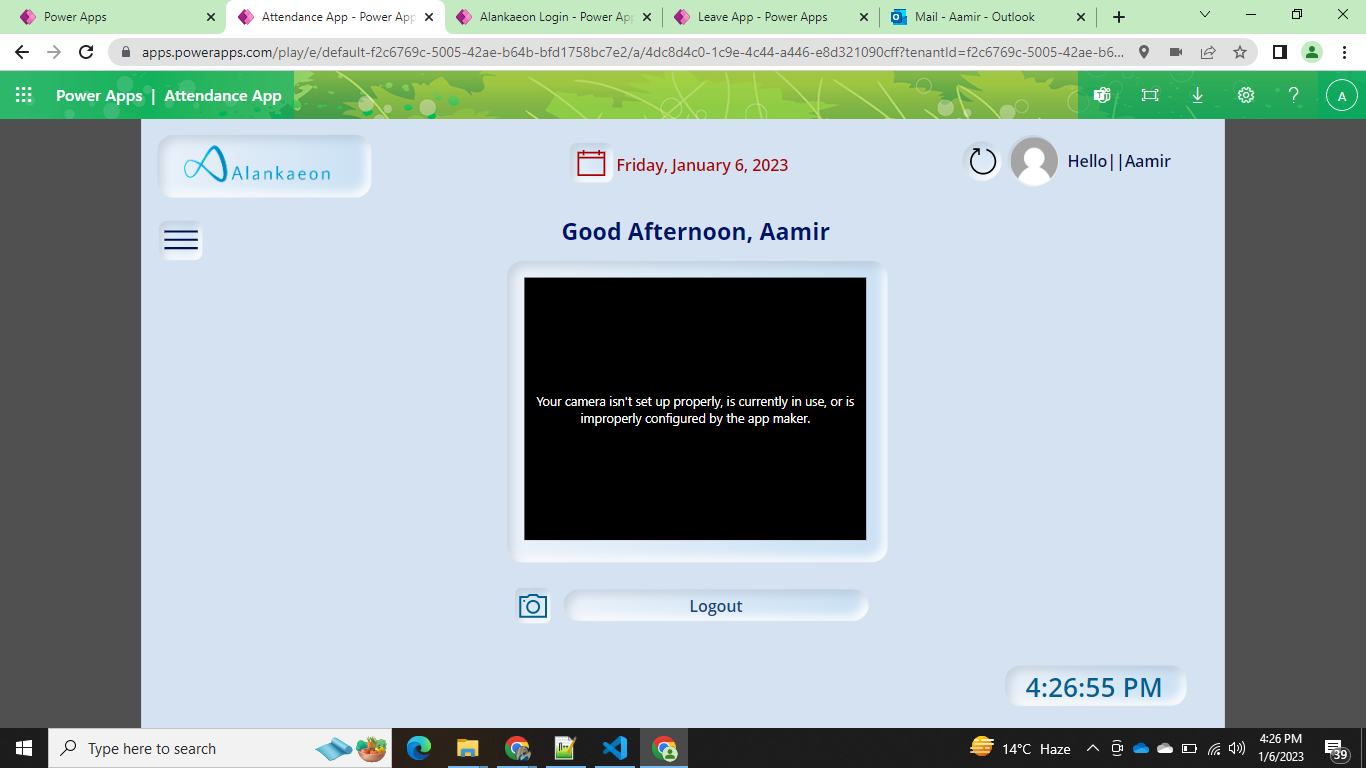 Power Apps
Attendance App - Power App
Alankaeon Login - Power App
Leave App - Power Apps
Mail - Aamir - Outlook
apps.powerapps.com/play/e/default-f2c6769c-5005-42ae-b64b-bfd1758bc7e2/a/4dc8d4c0-1c9e-4c44-a446-e8d321090cff?tenantId=f2c6769c-5005-42ae-b6...
Power Apps | Attendance App
A
Alankaeon
Friday, January 6, 2023
Hello||Aamir
Good Afternoon, Aamir
Your camera isn't set up properly, is currently in use, or is
improperly configured by the app maker.
Logout
4:26:55 PM
Type here to search
14°C Haze
4:26 PM
1/6/2023
39